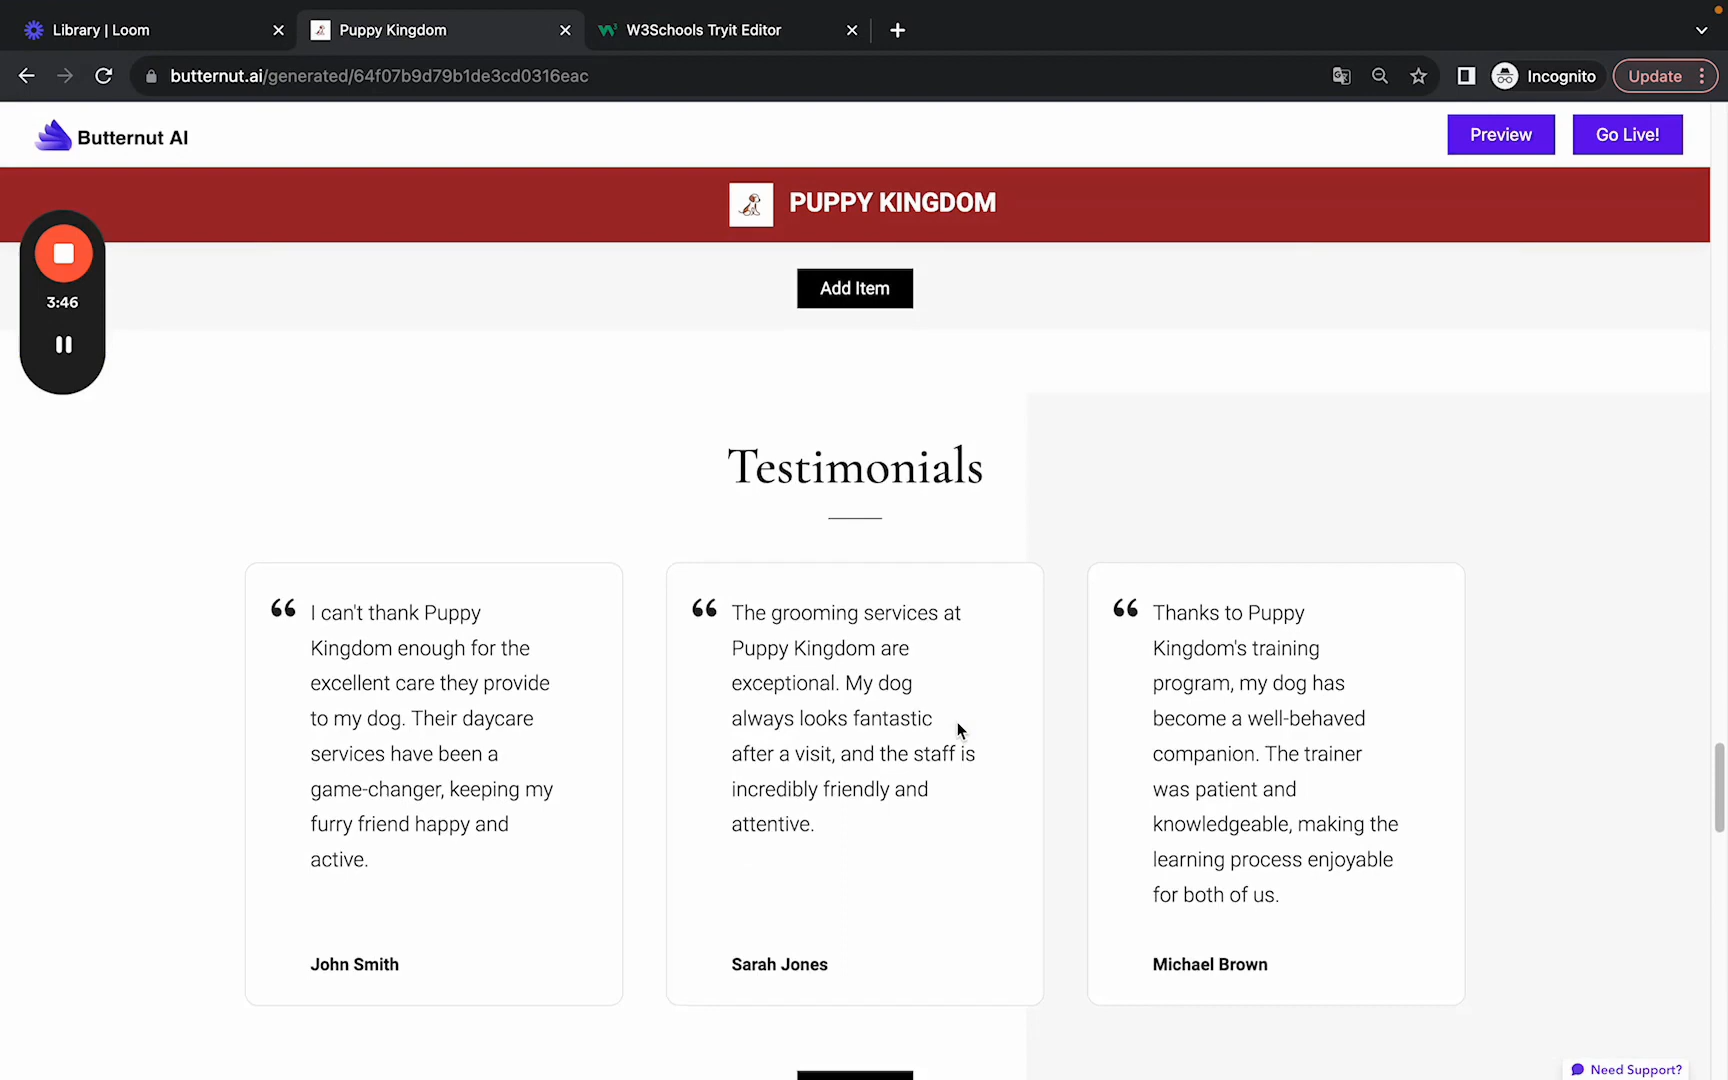 Library | Loom
Puppy Kingdom
W3Schools Tryit Editor
butternut.ai/generated/64f07b9d79b1de3cd0316eac
Incognito
Update
Butternut AI
Preview
Go Live!
PUPPY KINGDOM
3:46
Add Item
Testimonials
I can't thank Puppy
Kingdom enough for the
excellent care they provide
to my dog. Their daycare
services have been a
game-changer, keeping my
furry friend happy and
active.
John Smith
The grooming services at
Puppy Kingdom are
exceptional. My dog
always looks fantastic
after a visit, and the staff is
incredibly friendly and
attentive.
Sarah Jones
Thanks to Puppy
Kingdom's training
program, my dog has
become a well-behaved
companion. The trainer
was patient and
knowledgeable, making the
learning process enjoyable
for both of us.
Michael Brown
Need Support?